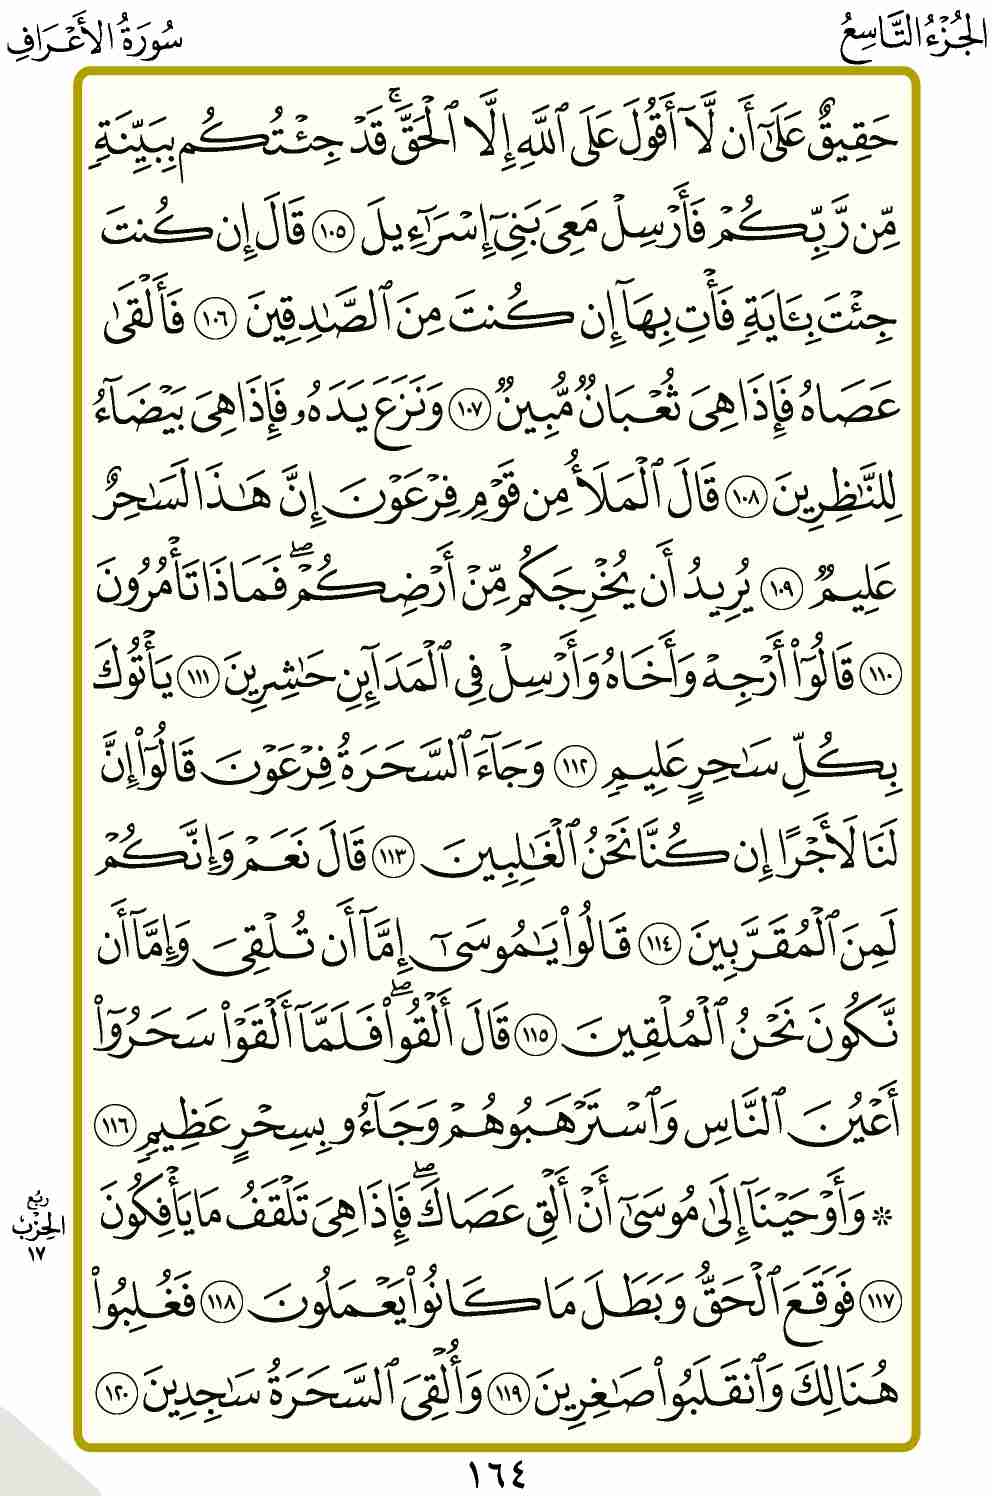 الجُزْءُ التَّاسِعُ
سُورَةُ الأَعْرَافِ
حَقِيقٌ عَلَىٰٓ أَن لَّآ أَقُولَ عَلَى ٱللَّهِ إِلَّا ٱلْحَقَّۚ قَدْ جِئْتُكُم بِبَيِّنَةٍ
مِّن رَّبِّكُمْ فَأَرْسِلْ مَعِىَ بَنِىٓ إِسْرَٰٓءِيلَ ١٠٥ قَالَ إِن كُنتَ
جِئْتَ بِـَٔايَةٍ فَأْتِ بِهَآ إِن كُنتَ مِنَ ٱلصَّٰدِقِينَ ١٠٦ فَأَلْقَىٰ
عَصَاهُ فَإِذَا هِىَ ثُعْبَانٌ مُّبِينٌ ١٠٧ وَنَزَعَ يَدَهُۥ فَإِذَا هِىَ بَيْضَآءُ
لِلنَّٰظِرِينَ ١٠٨ قَالَ ٱلْمَلَأُ مِن قَوْمِ فِرْعَوْنَ إِنَّ هَٰذَا لَسَٰحِرٌ
عَلِيمٌ ١٠٩ يُرِيدُ أَن يُخْرِجَكُم مِّنْ أَرْضِكُمْۖ فَمَاذَا تَأْمُرُونَ
١١٠ قَالُوٓا۟ أَرْجِهْ وَأَخَاهُ وَأَرْسِلْ فِى ٱلْمَدَآئِنِ حَٰشِرِينَ ١١١ يَأْتُوكَ
بِكُلِّ سَٰحِرٍ عَلِيمٍ ١١٢ وَجَآءَ ٱلسَّحَرَةُ فِرْعَوْنَ قَالُوٓا۟ إِنَّ
لَنَا لَأَجْرًا إِن كُنَّا نَحْنُ ٱلْغَٰلِبِينَ ١١٣ قَالَ نَعَمْ وَإِنَّكُمْ
لَمِنَ ٱلْمُقَرَّبِينَ ١١٤ قَالُوا۟ يَٰمُوسَىٰٓ إِمَّآ أَن تُلْقِىَ وَإِمَّآ أَن
نَّكُونَ نَحْنُ ٱلْمُلْقِينَ ١١٥ قَالَ أَلْقُوا۟ۖ فَلَمَّآ أَلْقَوْا۟ سَحَرُوٓا۟
أَعْيُنَ ٱلنَّاسِ وَٱسْتَرْهَبُوهُمْ وَجَآءُو بِسِحْرٍ عَظِيمٍ ١١٦
* وَأَوْحَيْنَآ إِلَىٰ مُوسَىٰٓ أَنْ أَلْقِ عَصَاكَۖ فَإِذَا هِىَ تَلْقَفُ مَا يَأْفِكُونَ
١١٧ فَوَقَعَ ٱلْحَقُّ وَبَطَلَ مَا كَانُوا۟ يَعْمَلُونَ ١١٨ فَغُلِبُوا۟
هُنَالِكَ وَٱنقَلَبُوا۟ صَٰغِرِينَ ١١٩ وَأُلْقِىَ ٱلسَّحَرَةُ سَٰجِدِينَ ١٢٠
رُبُع
الحِزْب
١٧
١٦٤